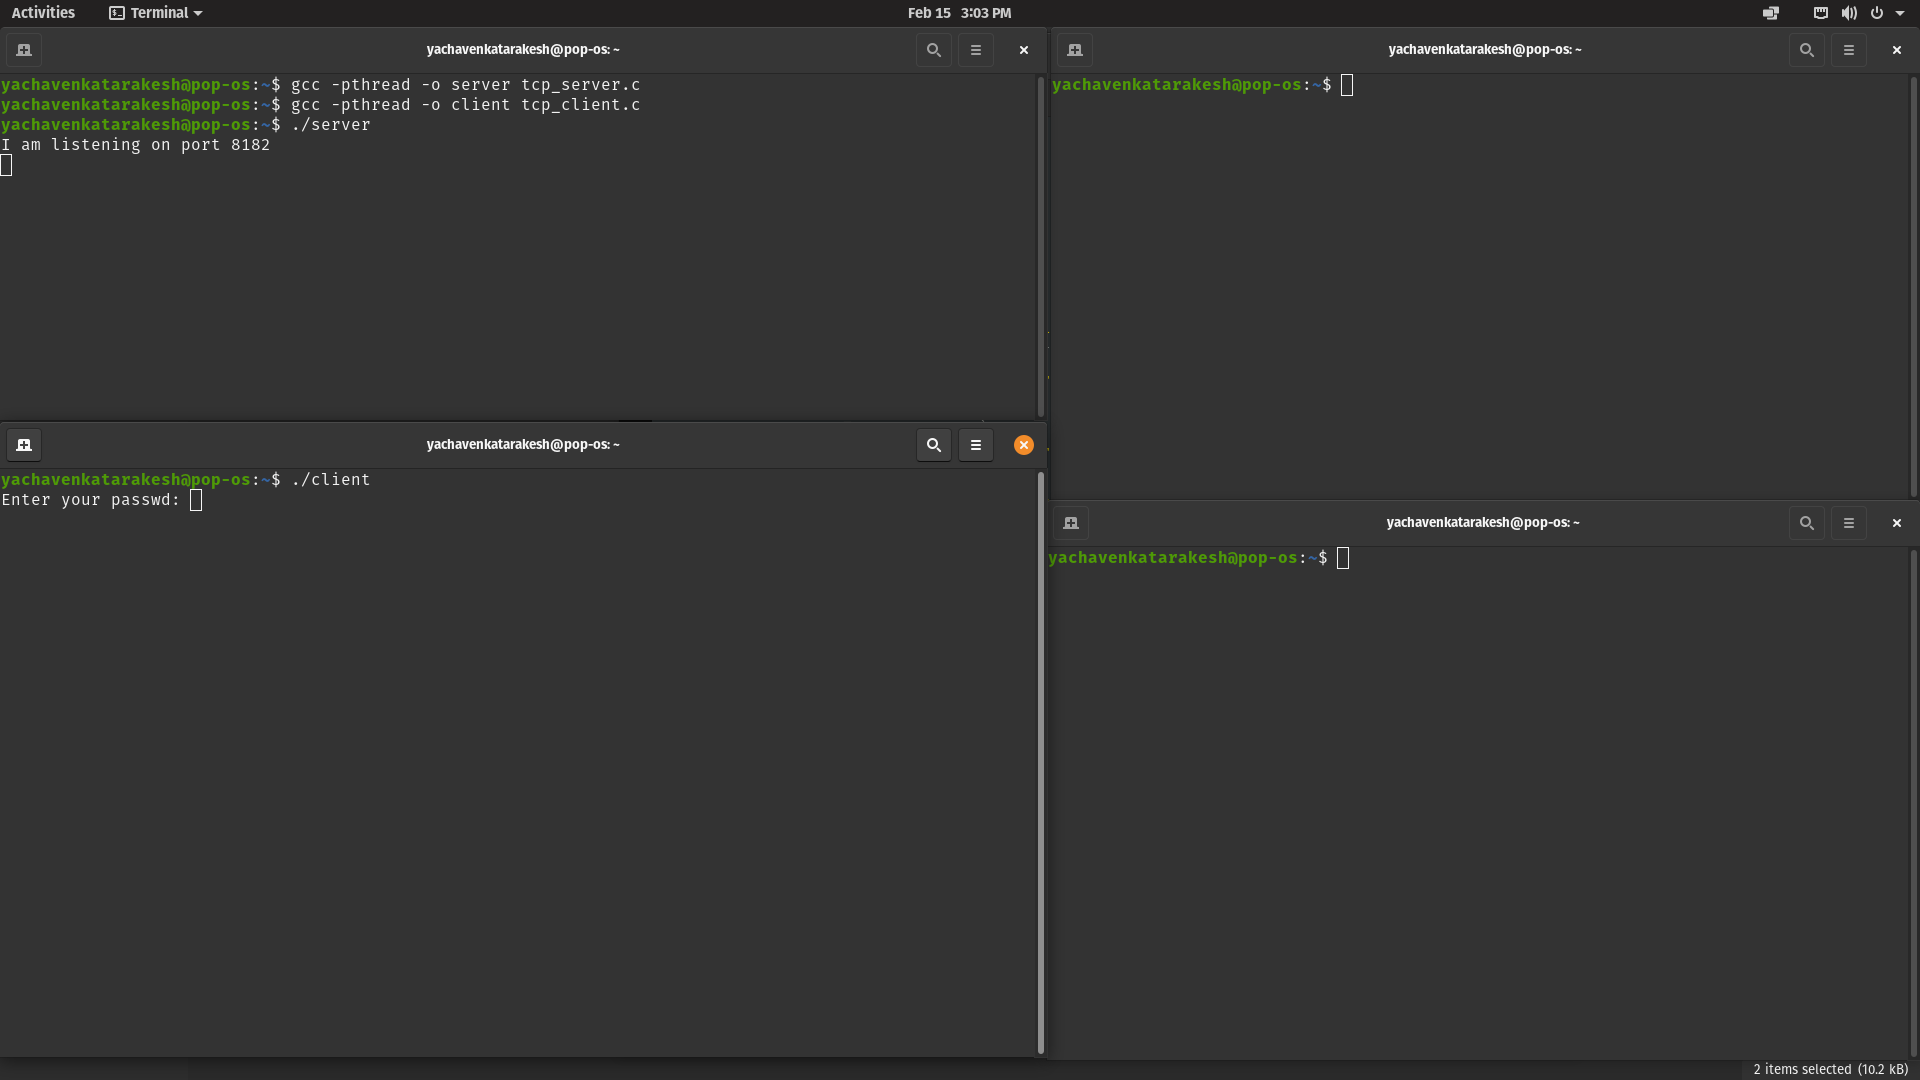 Activities Terminal Feb 15 3:03 PM
yachavenkatarakesh@pop-os: ~
yachavenkatarakesh@pop-os:~$ gcc -pthread -o server tcp_server.c
yachavenkatarakesh@pop-os:~$ gcc -pthread -o client tcp_client.c
yachavenkatarakesh@pop-os:~$ ./server
I am listening on port 8182
yachavenkatarakesh@pop-os: ~
yachavenkatarakesh@pop-os:~$
yachavenkatarakesh@pop-os: ~
yachavenkatarakesh@pop-os:~$ ./client
Enter your passwd:
yachavenkatarakesh@pop-os: ~
yachavenkatarakesh@pop-os:~$
2 items selected (10.2 kB)